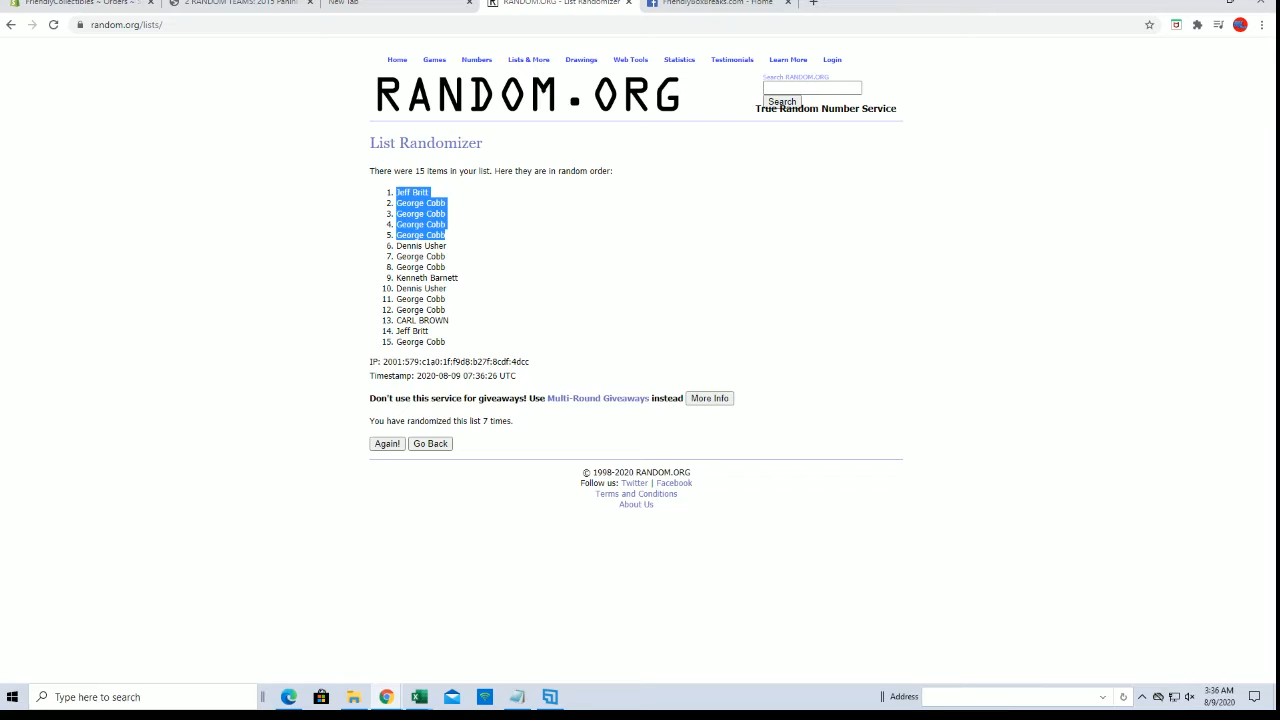 FriendlyCollectibles ~ Orders ~ S
2 RANDOM TEAMS: 2015 Panini
New Tab
RANDOM.ORG - List Randomizer
FriendlyBoxBreaks.com - Home
random.org/lists/
Home Games Numbers Lists & More Drawings Web Tools Statistics Testimonials Learn More Login
RANDOM.ORG
Search RANDOM.ORG
Search
True Random Number Service
List Randomizer
There were 15 items in your list. Here they are in random order:
1. Jeff Britt
2. George Cobb
3. George Cobb
4. George Cobb
5. George Cobb
6. Dennis Usher
7. George Cobb
8. George Cobb
9. Kenneth Barnett
10. Dennis Usher
11. George Cobb
12. George Cobb
13. CARL BROWN
14. Jeff Britt
15. George Cobb
IP: 2001:579:c1a0:1f:f9d8:b27f:8cdf:4dcc
Timestamp: 2020-08-09 07:36:26 UTC
Don't use this service for giveaways! Use Multi-Round Giveaways instead More Info
You have randomized this list 7 times.
Again! Go Back
© 1998-2020 RANDOM.ORG
Follow us: Twitter | Facebook
Terms and Conditions
About Us
Type here to search
Address
3:36 AM
8/9/2020